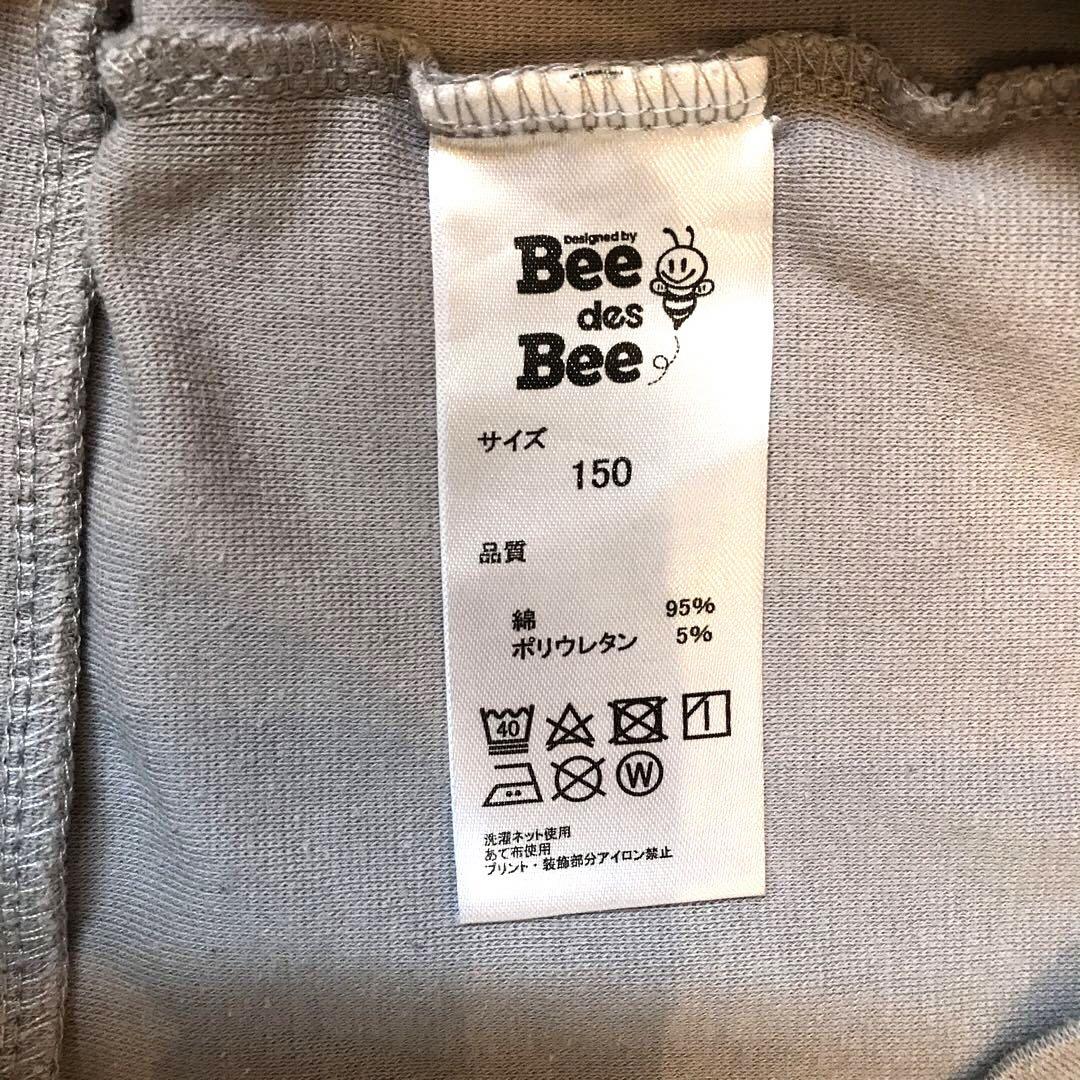 Designed by
Bee
des
Bee
サイズ
150
品質
綿 95%
ポリウレタン 5%
40
W
洗濯ネット使用
あて布使用
プリント・装飾部分アイロン禁止